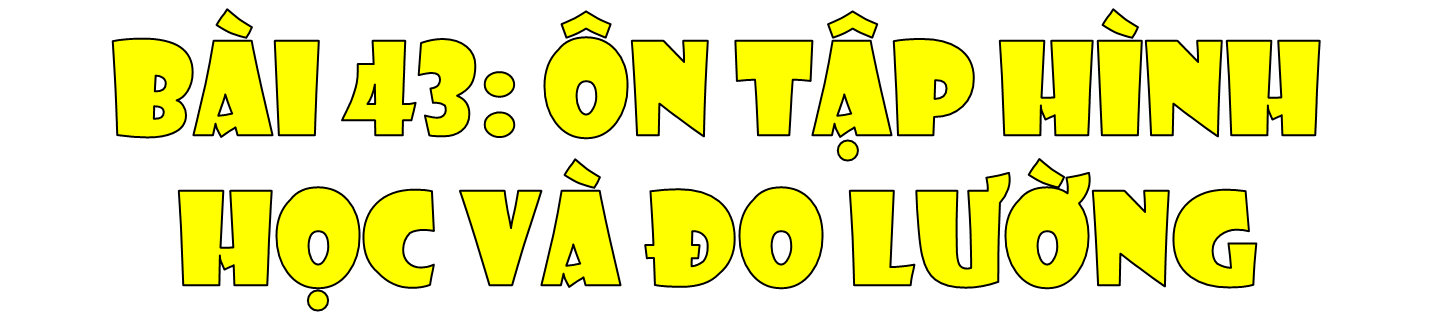 BÀI 43: ÔN TẬP HÌNH
HỌC VÀ ĐO LƯỜNG